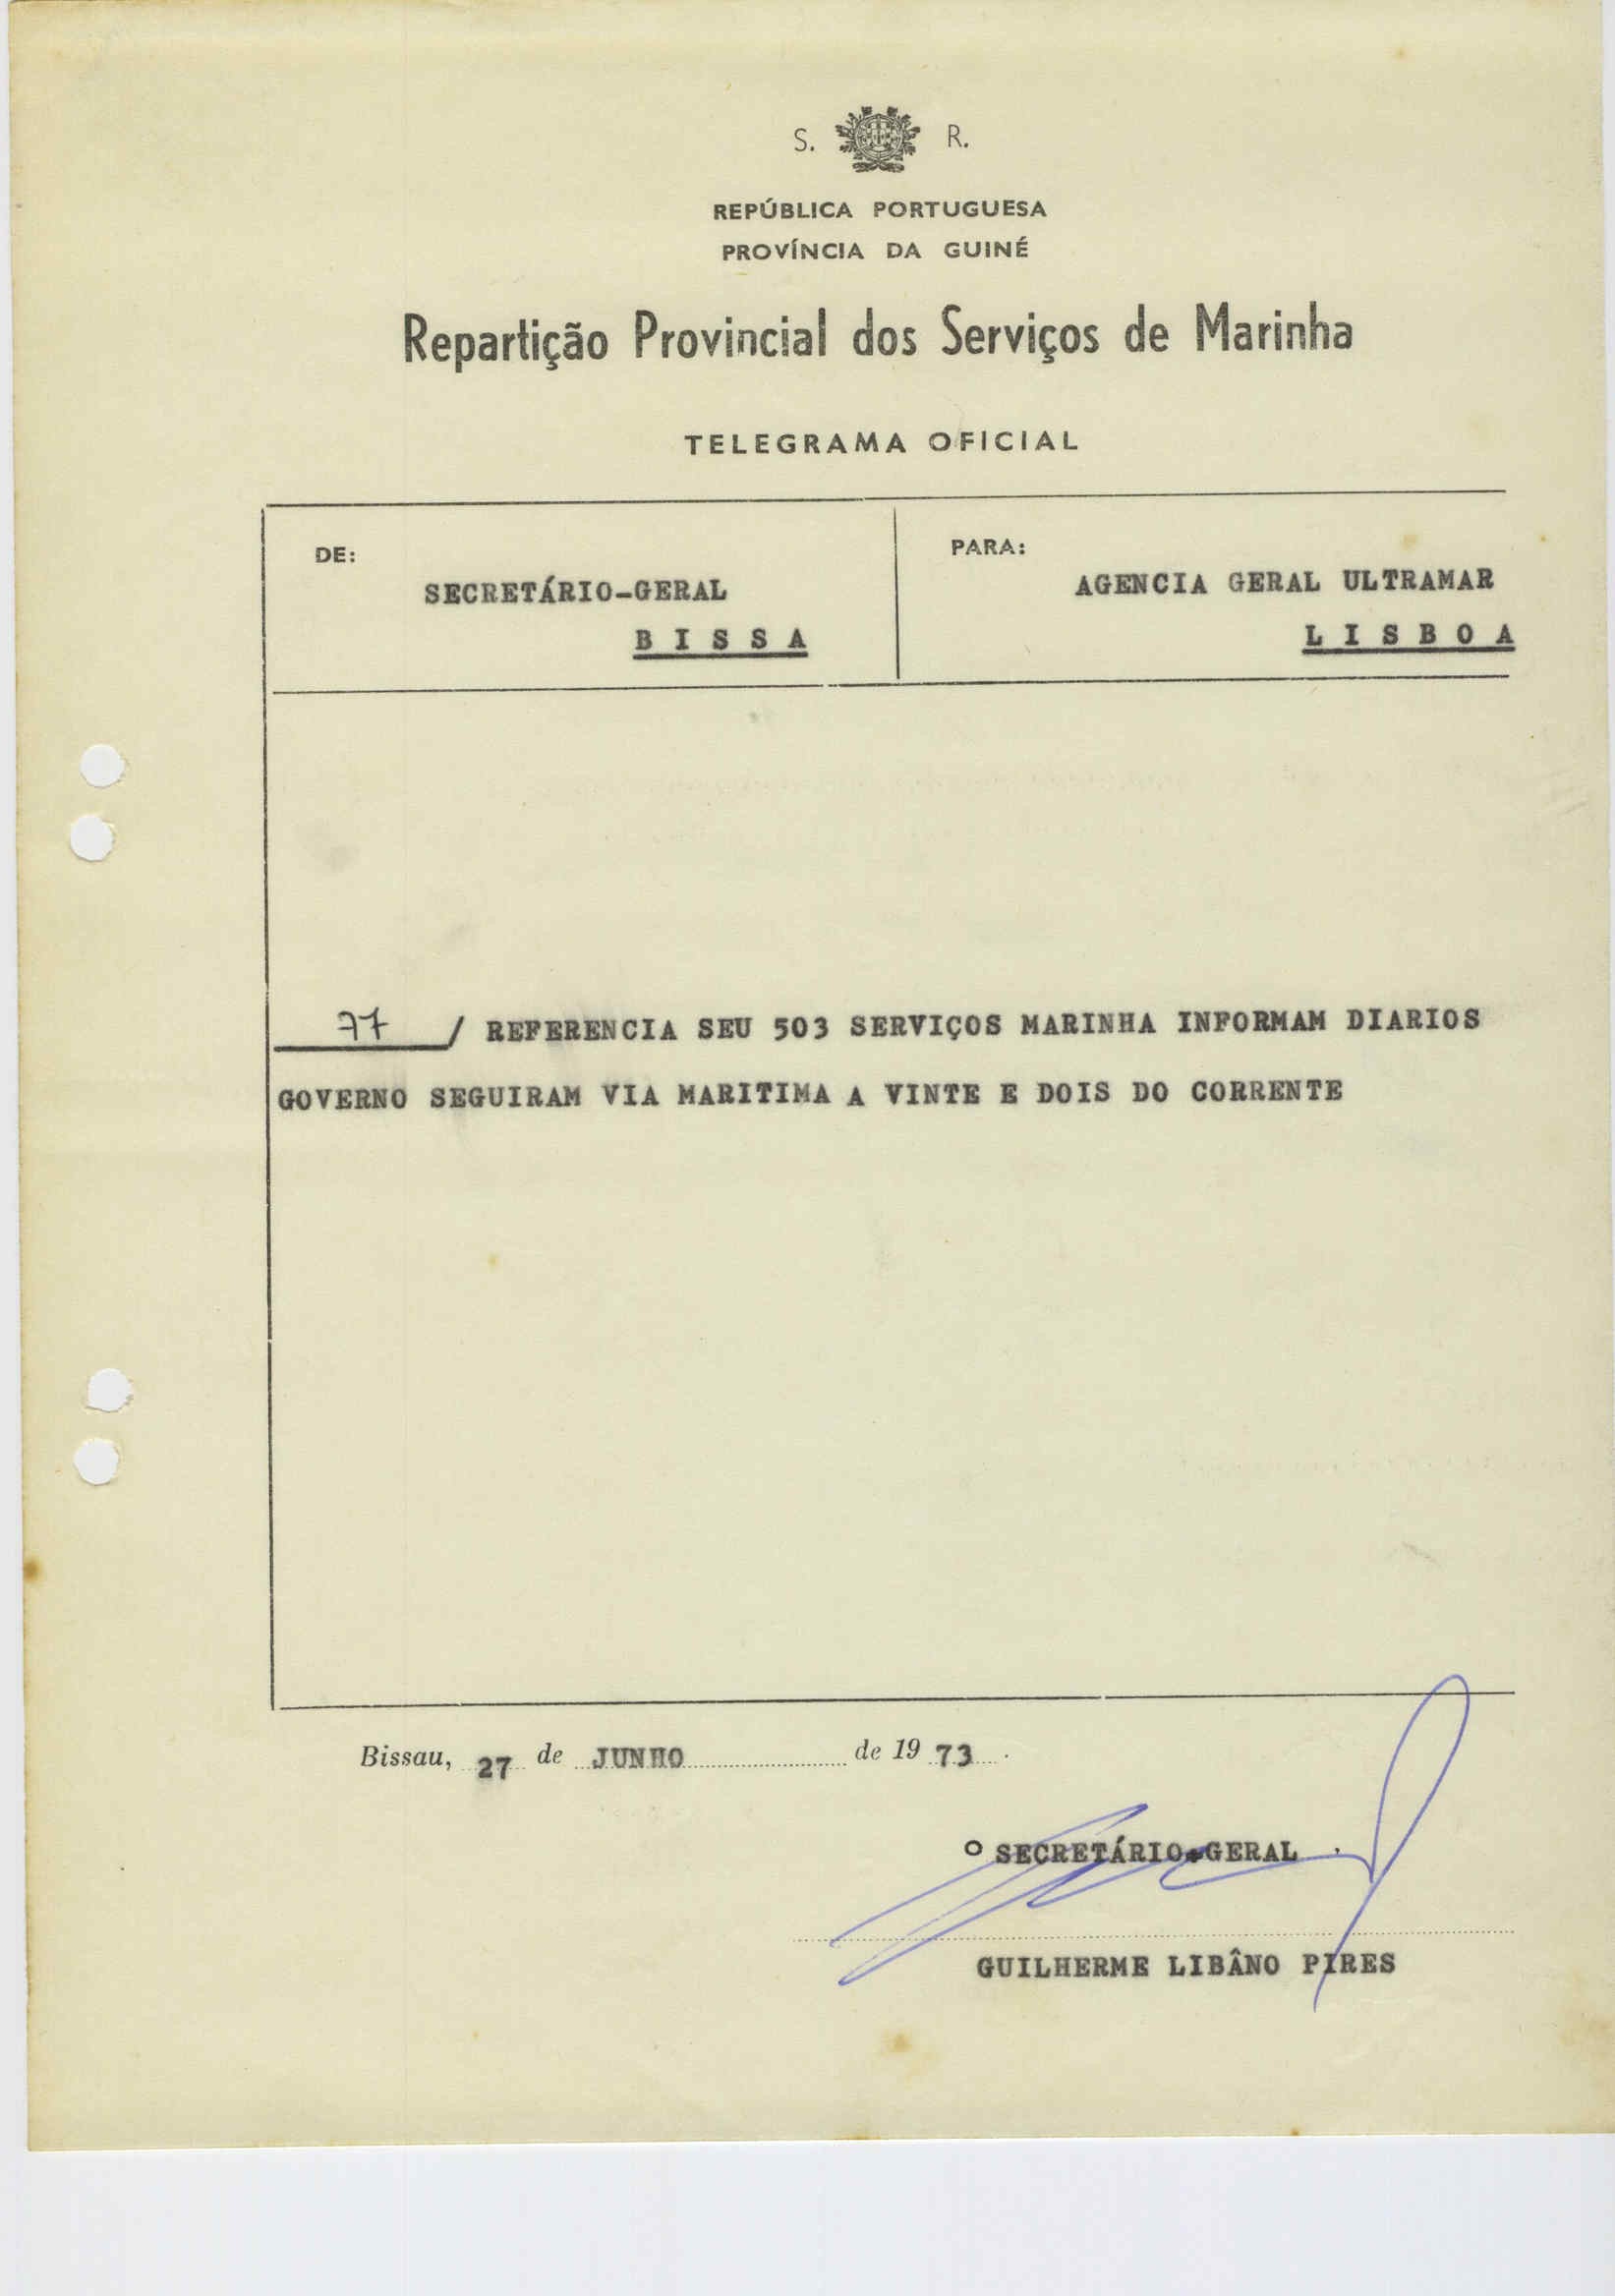 S. R.
REPÚBLICA PORTUGUESA
PROVÍNCIA DA GUINÉ
Repartição Provincial dos Serviços de Marinha
TELEGRAMA OFICIAL
DE:
SECRETÁRIO-GERAL
B I S S A
PARA:
AGENCIA GERAL ULTRAMAR
L I S B O A
77 / REFERENCIA SEU 503 SERVIÇOS MARINHA INFORMAM DIARIOS
GOVERNO SEGUIRAM VIA MARITIMA A VINTE E DOIS DO CORRENTE
Bissau, 27 de JUNHO de 19 73.
O SECRETÁRIO-GERAL
GUILHERME LIBÂNO PIRES